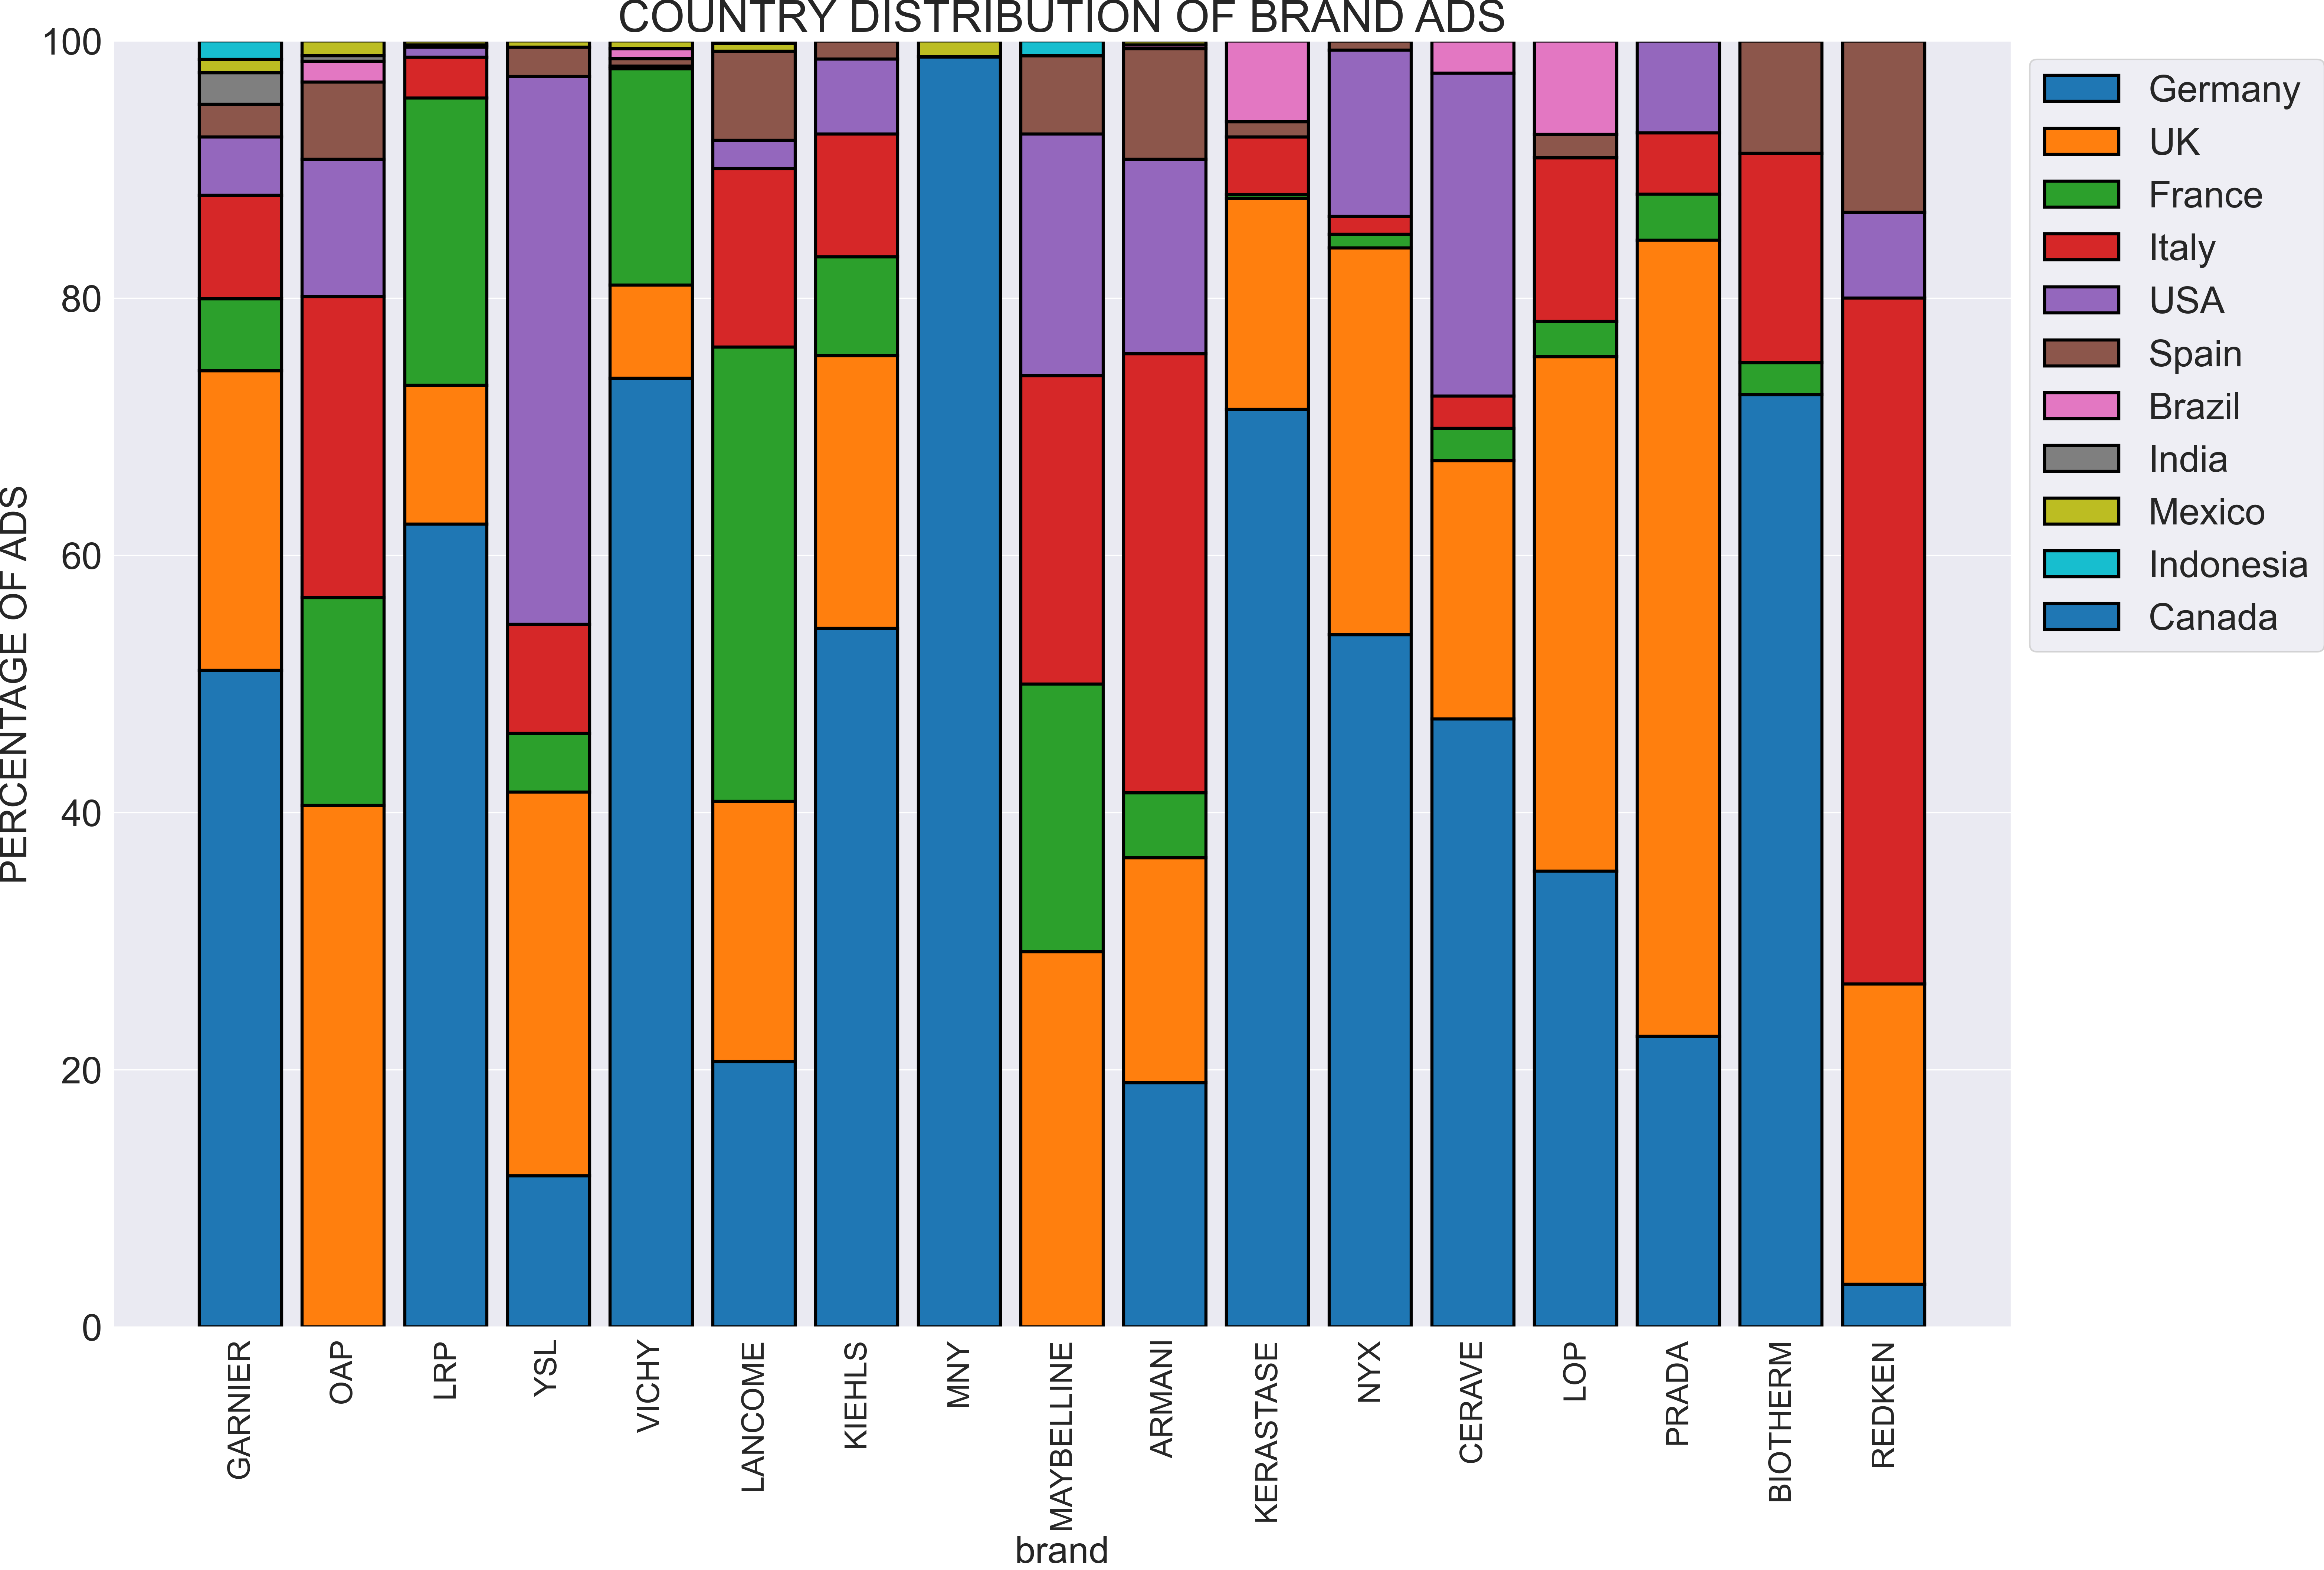 COUNTRY DISTRIBUTION OF BRAND ADS
PERCENTAGE OF ADS
100
80
60
40
20
0
GARNIER
OAP
LRP
YSL
VICHY
LANCOME
KIEHLS
MNY
MAYBELLINE
ARMANI
KERASTASE
NYX
CERAVE
LOP
PRADA
BIOTHERM
REDKEN
brand
Germany
UK
France
Italy
USA
Spain
Brazil
India
Mexico
Indonesia
Canada